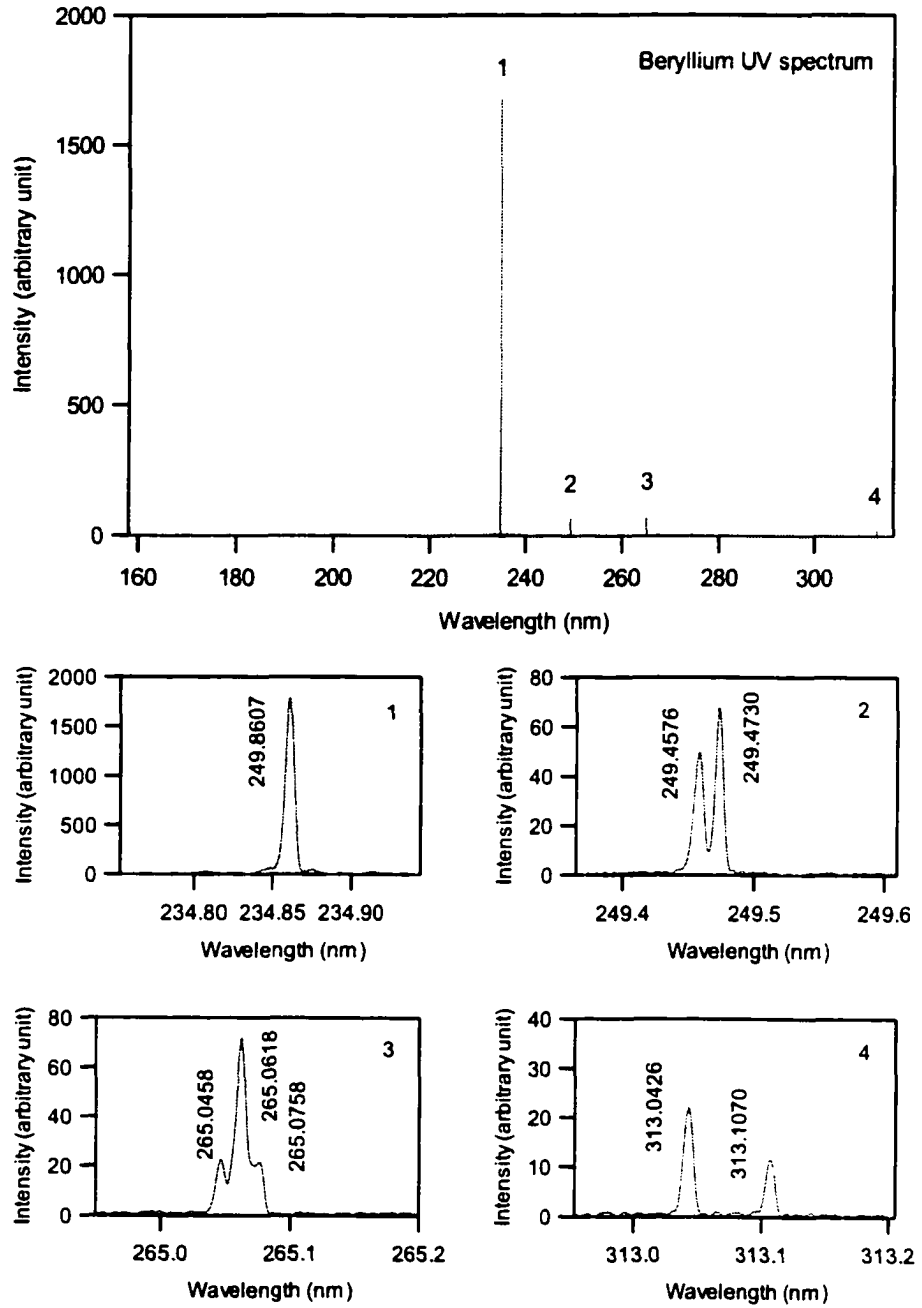 2000
1500
1000
500
0
Intensity (arbitrary unit)
Beryllium UV spectrum
1
2
3
4
160 180 200 220 240 260 280 300
Wavelength (nm)
2000
1500
1000
500
0
Intensity (arbitrary unit)
249.8607
1
234.80 234.85 234.90
Wavelength (nm)
80
60
40
20
0
Intensity (arbitrary unit)
249.4576
249.4730
2
249.4 249.5 249.6
Wavelength (nm)
80
60
40
20
0
Intensity (arbitrary unit)
265.0458
265.0618
265.0758
3
265.0 265.1 265.2
Wavelength (nm)
40
30
20
10
0
Intensity (arbitrary unit)
313.0426
313.1070
4
313.0 313.1 313.2
Wavelength (nm)